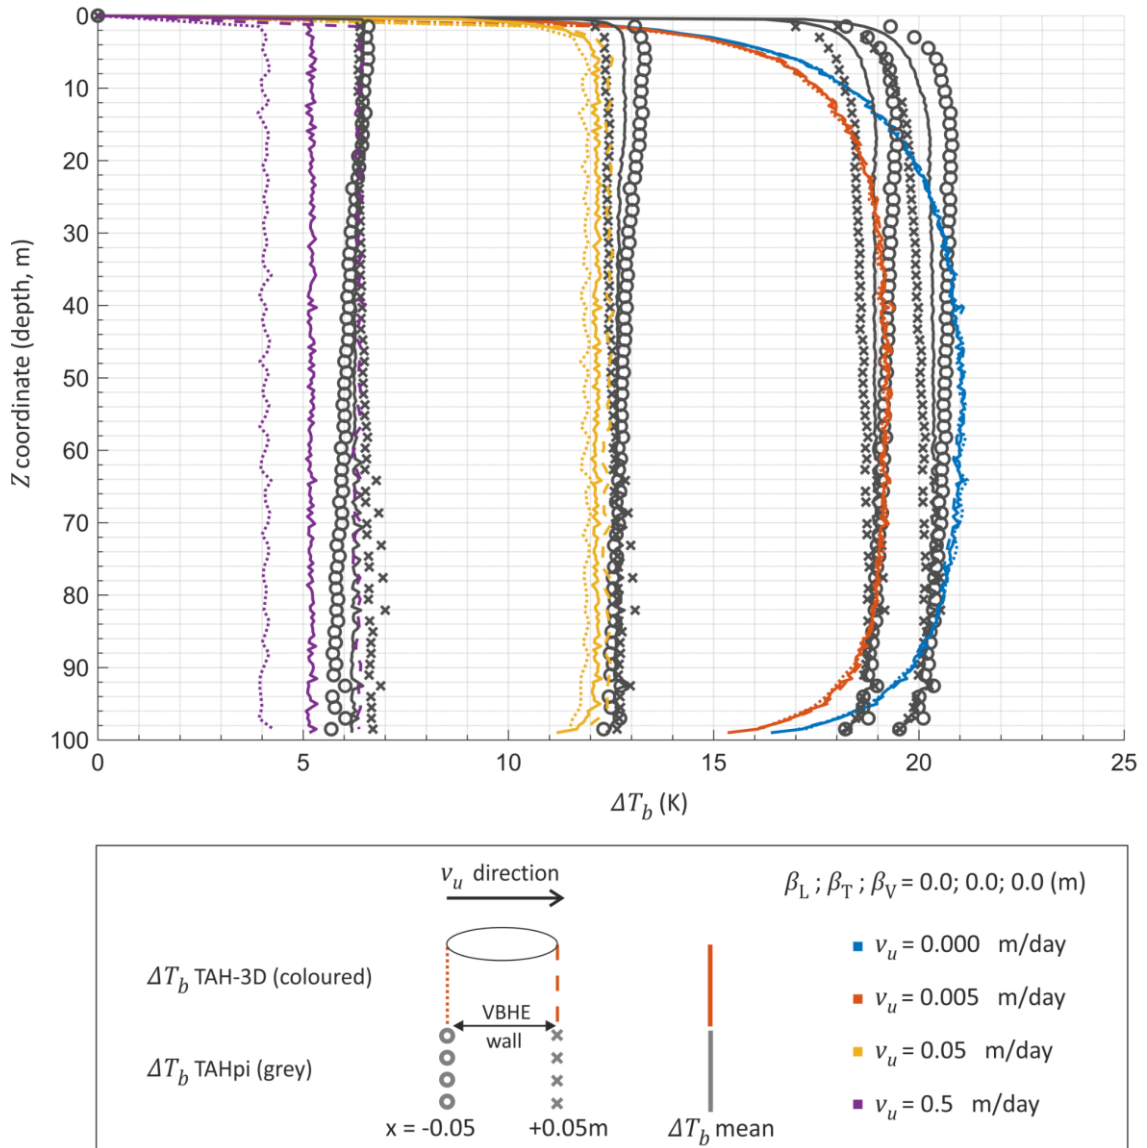 0
10
20
30
40
50
60
70
80
90
100
Z coordinate (depth, m)
0 5 10 15 20 25
ΔT_b (K)
v_u direction
β_L ; β_T ; β_V = 0.0; 0.0; 0.0 (m)
v_u = 0.000 m/day
ΔT_b TAH-3D (coloured)
v_u = 0.005 m/day
VBHE
wall
v_u = 0.05 m/day
ΔT_b TAHpi (grey)
v_u = 0.5 m/day
x = -0.05 +0.05m ΔT_b mean